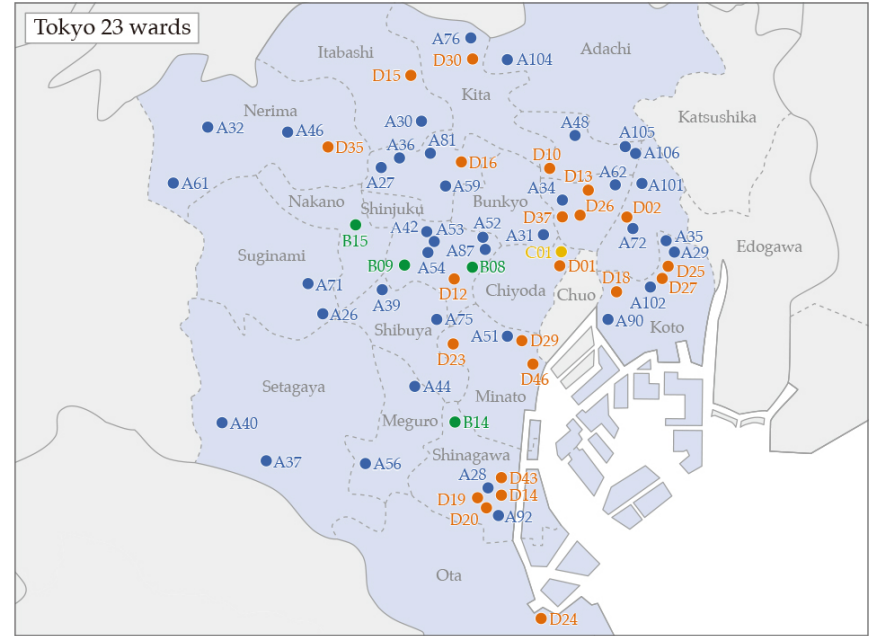 Tokyo 23 wards
A76
Itabashi
Adachi
D30
A104
D15
Kita
Nerima
Katsushika
A32
A46
A30
A48
A105
D35
A36
A81
A106
D16
D10
A27
A61
A59
D13
A62
A101
A34
Nakano
Shinjuku
Bunkyo
D37
D26
D02
B15
A42
A53
A52
A31
A72
A35
Edogawa
Suginami
A87
C01
A29
B09
A54
B08
D01
D25
D12
D18
D27
A71
A39
Chiyoda
Chuo
A102
A26
Shibuya
A75
A90
Koto
A51
D29
D23
D46
Setagaya
A44
Minato
A40
Meguro
B14
A37
A56
Shinagawa
A28
D43
D19
D14
D20
A92
Ota
D24